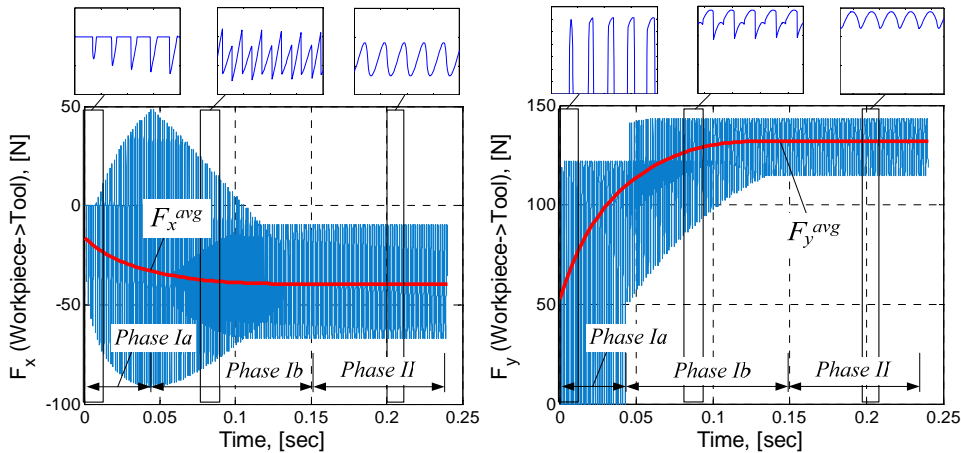 50
0
-50
-100
F_x (Workpiece->Tool), [N]
F_x^avg
Phase Ia
Phase Ib
Phase II
0 0.05 0.1 0.15 0.2 0.25
Time, [sec]
150
100
50
0
F_y (Workpiece->Tool), [N]
F_y^avg
Phase Ia
Phase Ib
Phase II
0 0.05 0.1 0.15 0.2 0.25
Time, [sec]